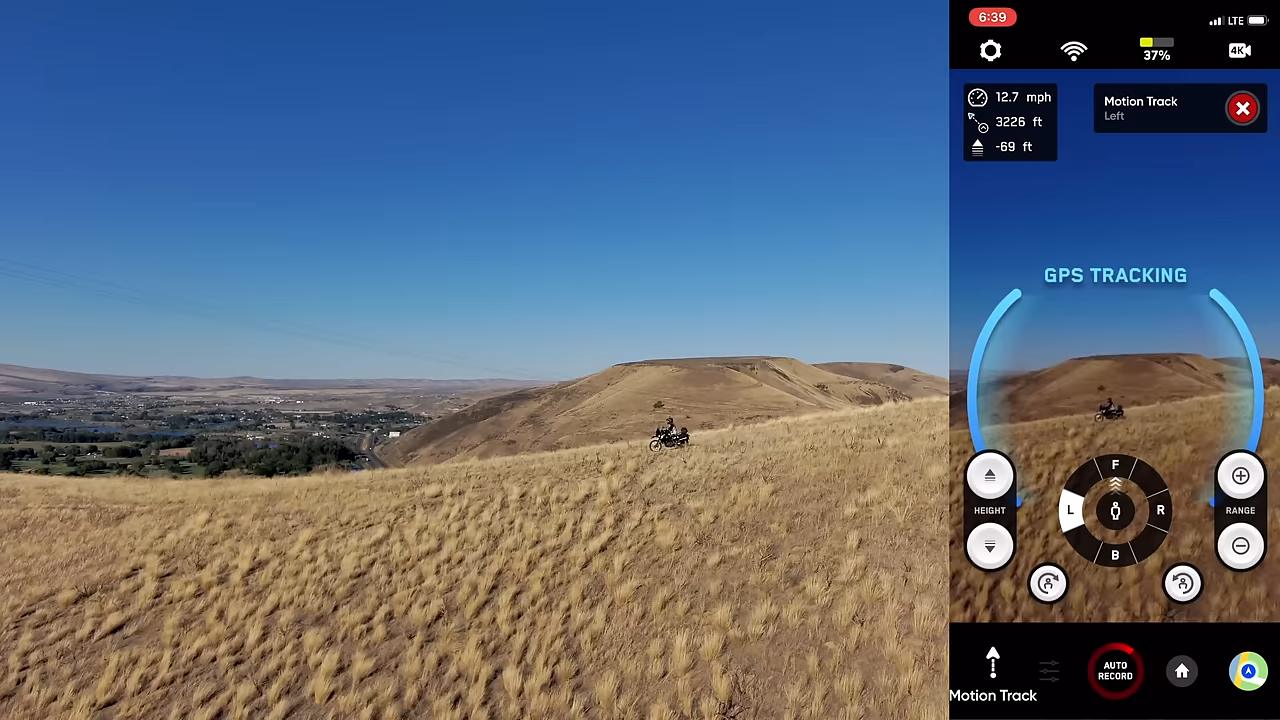 6:39
LTE
37%
4K
12.7 mph
3226 ft
-69 ft
Motion Track
Left
GPS TRACKING
F
L
R
B
HEIGHT
RANGE
AUTO
RECORD
Motion Track